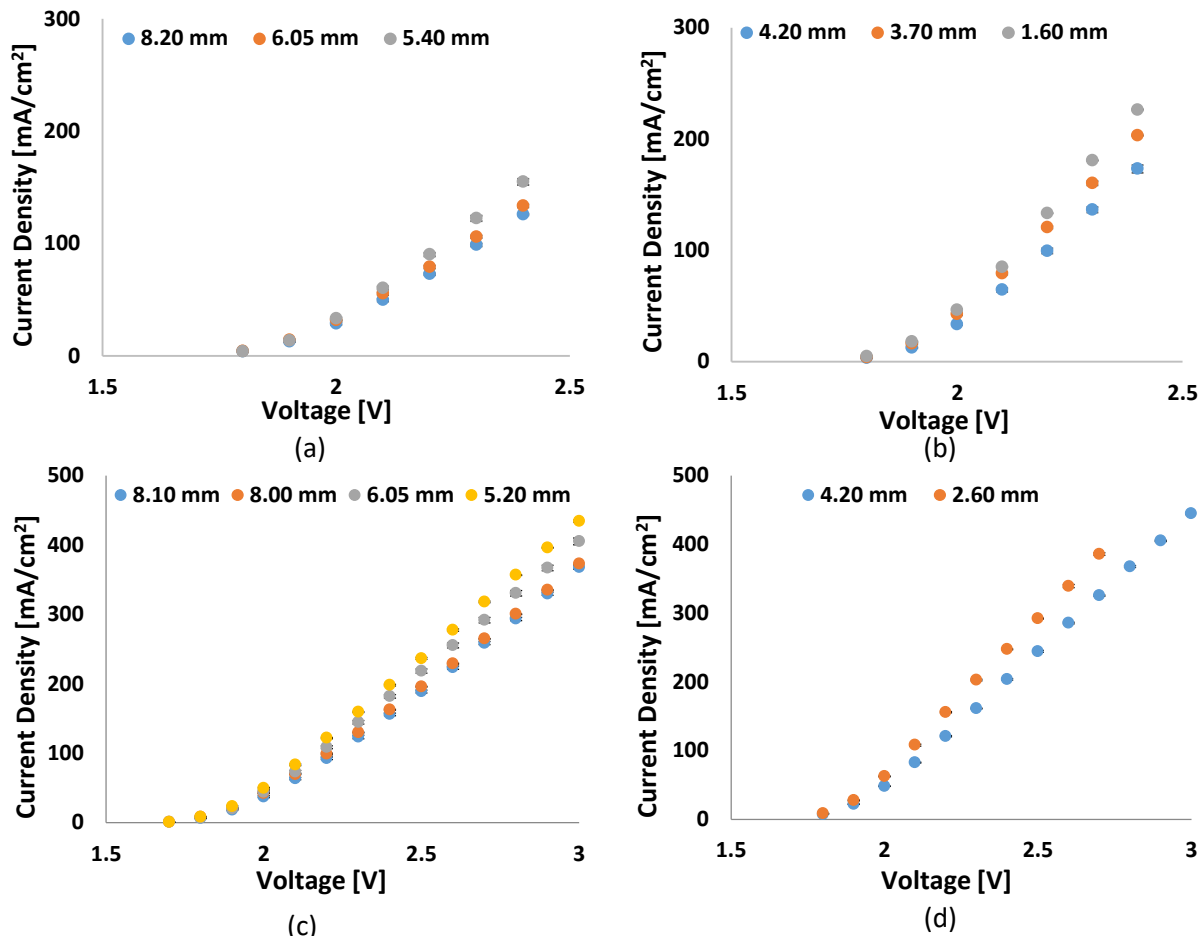 300
8.20 mm 6.05 mm 5.40 mm
200
100
0
1.5 2 2.5
Current Density [mA/cm²]
Voltage [V]
(a)
300
4.20 mm 3.70 mm 1.60 mm
200
100
0
1.5 2 2.5
Current Density [mA/cm²]
Voltage [V]
(b)
500
8.10 mm 8.00 mm 6.05 mm 5.20 mm
400
300
200
100
0
1.5 2 2.5 3
Current Density [mA/cm²]
Voltage [V]
(c)
500
4.20 mm 2.60 mm
400
300
200
100
0
1.5 2 2.5 3
Current Density [mA/cm²]
Voltage [V]
(d)